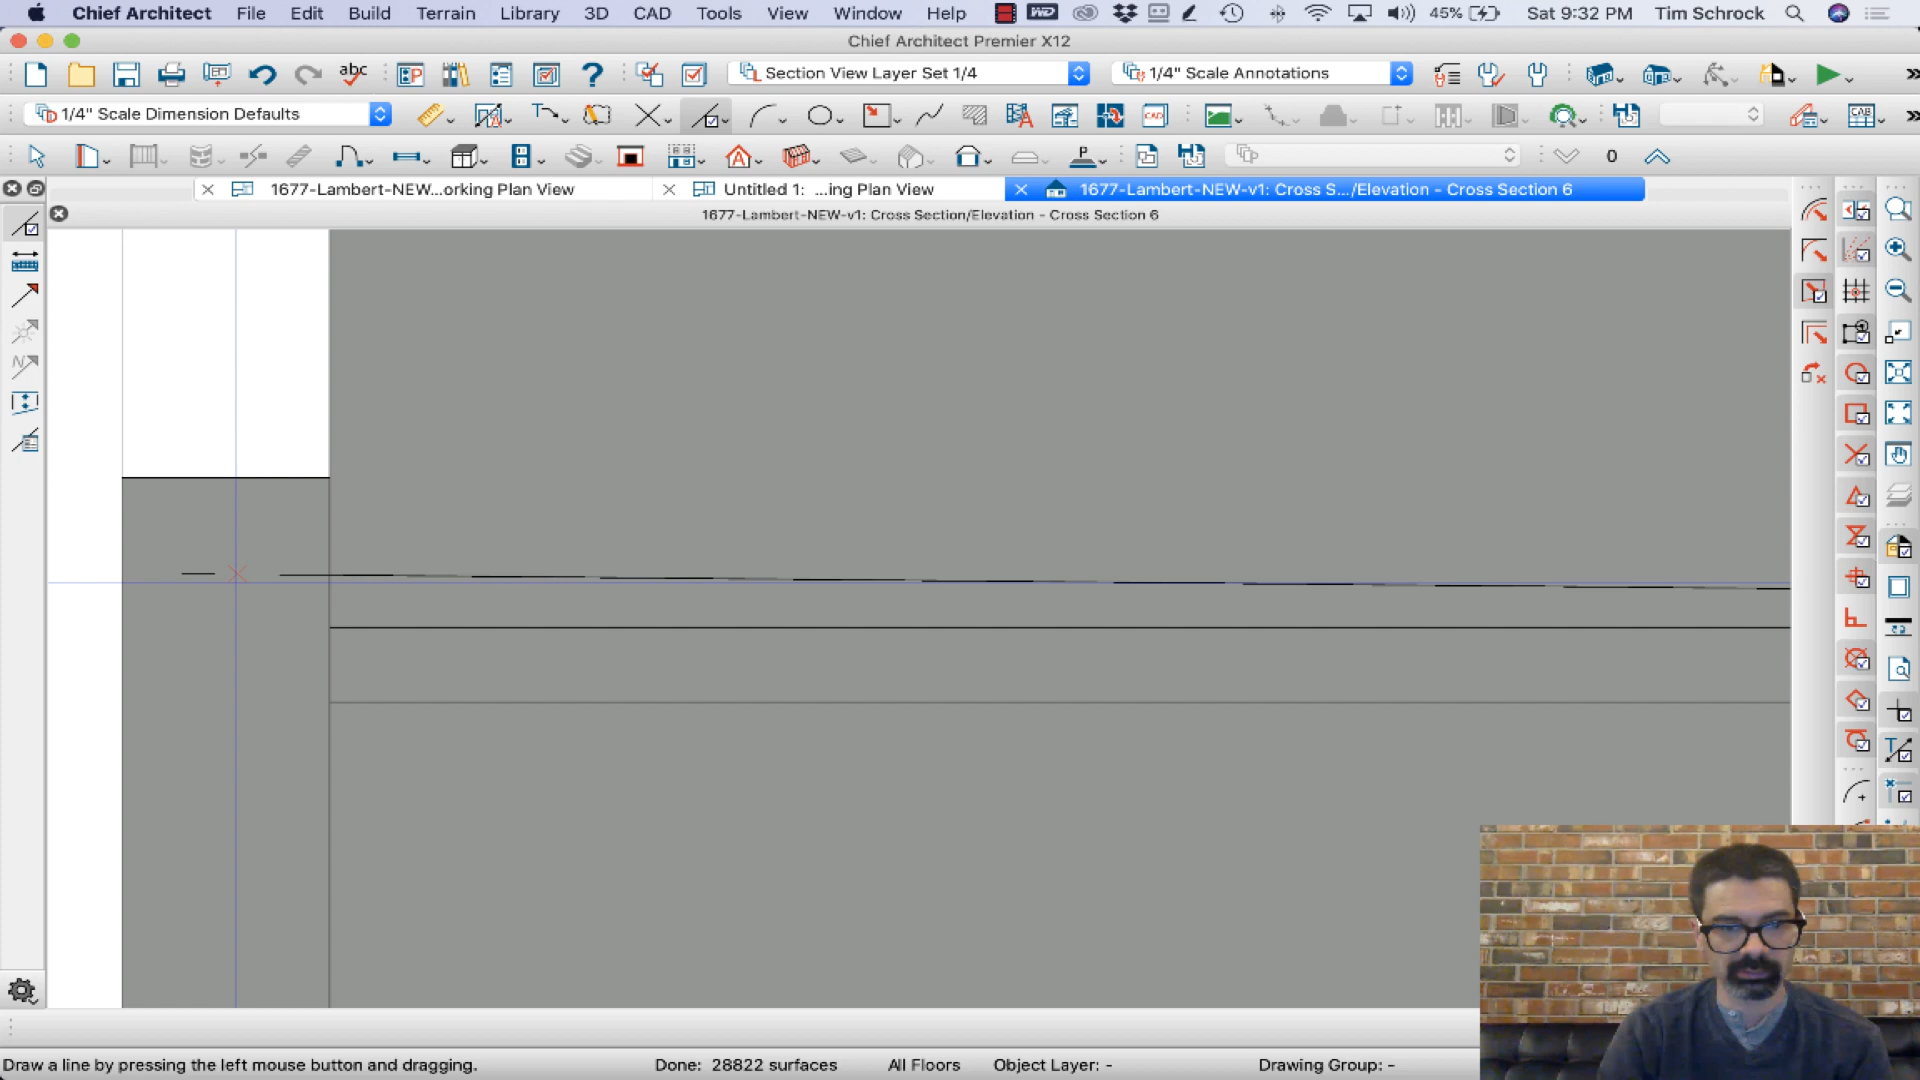 Chief Architect File Edit Build Terrain Library 3D CAD Tools View Window Help WD 45% Sat 9:32 PM Tim Schrock
Chief Architect Premier X12
abc P ? Section View Layer Set 1/4 1/4" Scale Annotations
1/4" Scale Dimension Defaults CAD CAB
P 0
1677-Lambert-NEW...orking Plan View Untitled 1: ...ing Plan View 1677-Lambert-NEW-v1: Cross S.../Elevation - Cross Section 6
1677-Lambert-NEW-v1: Cross Section/Elevation - Cross Section 6
N
T
Draw a line by pressing the left mouse button and dragging. Done: 28822 surfaces All Floors Object Layer: - Drawing Group: -